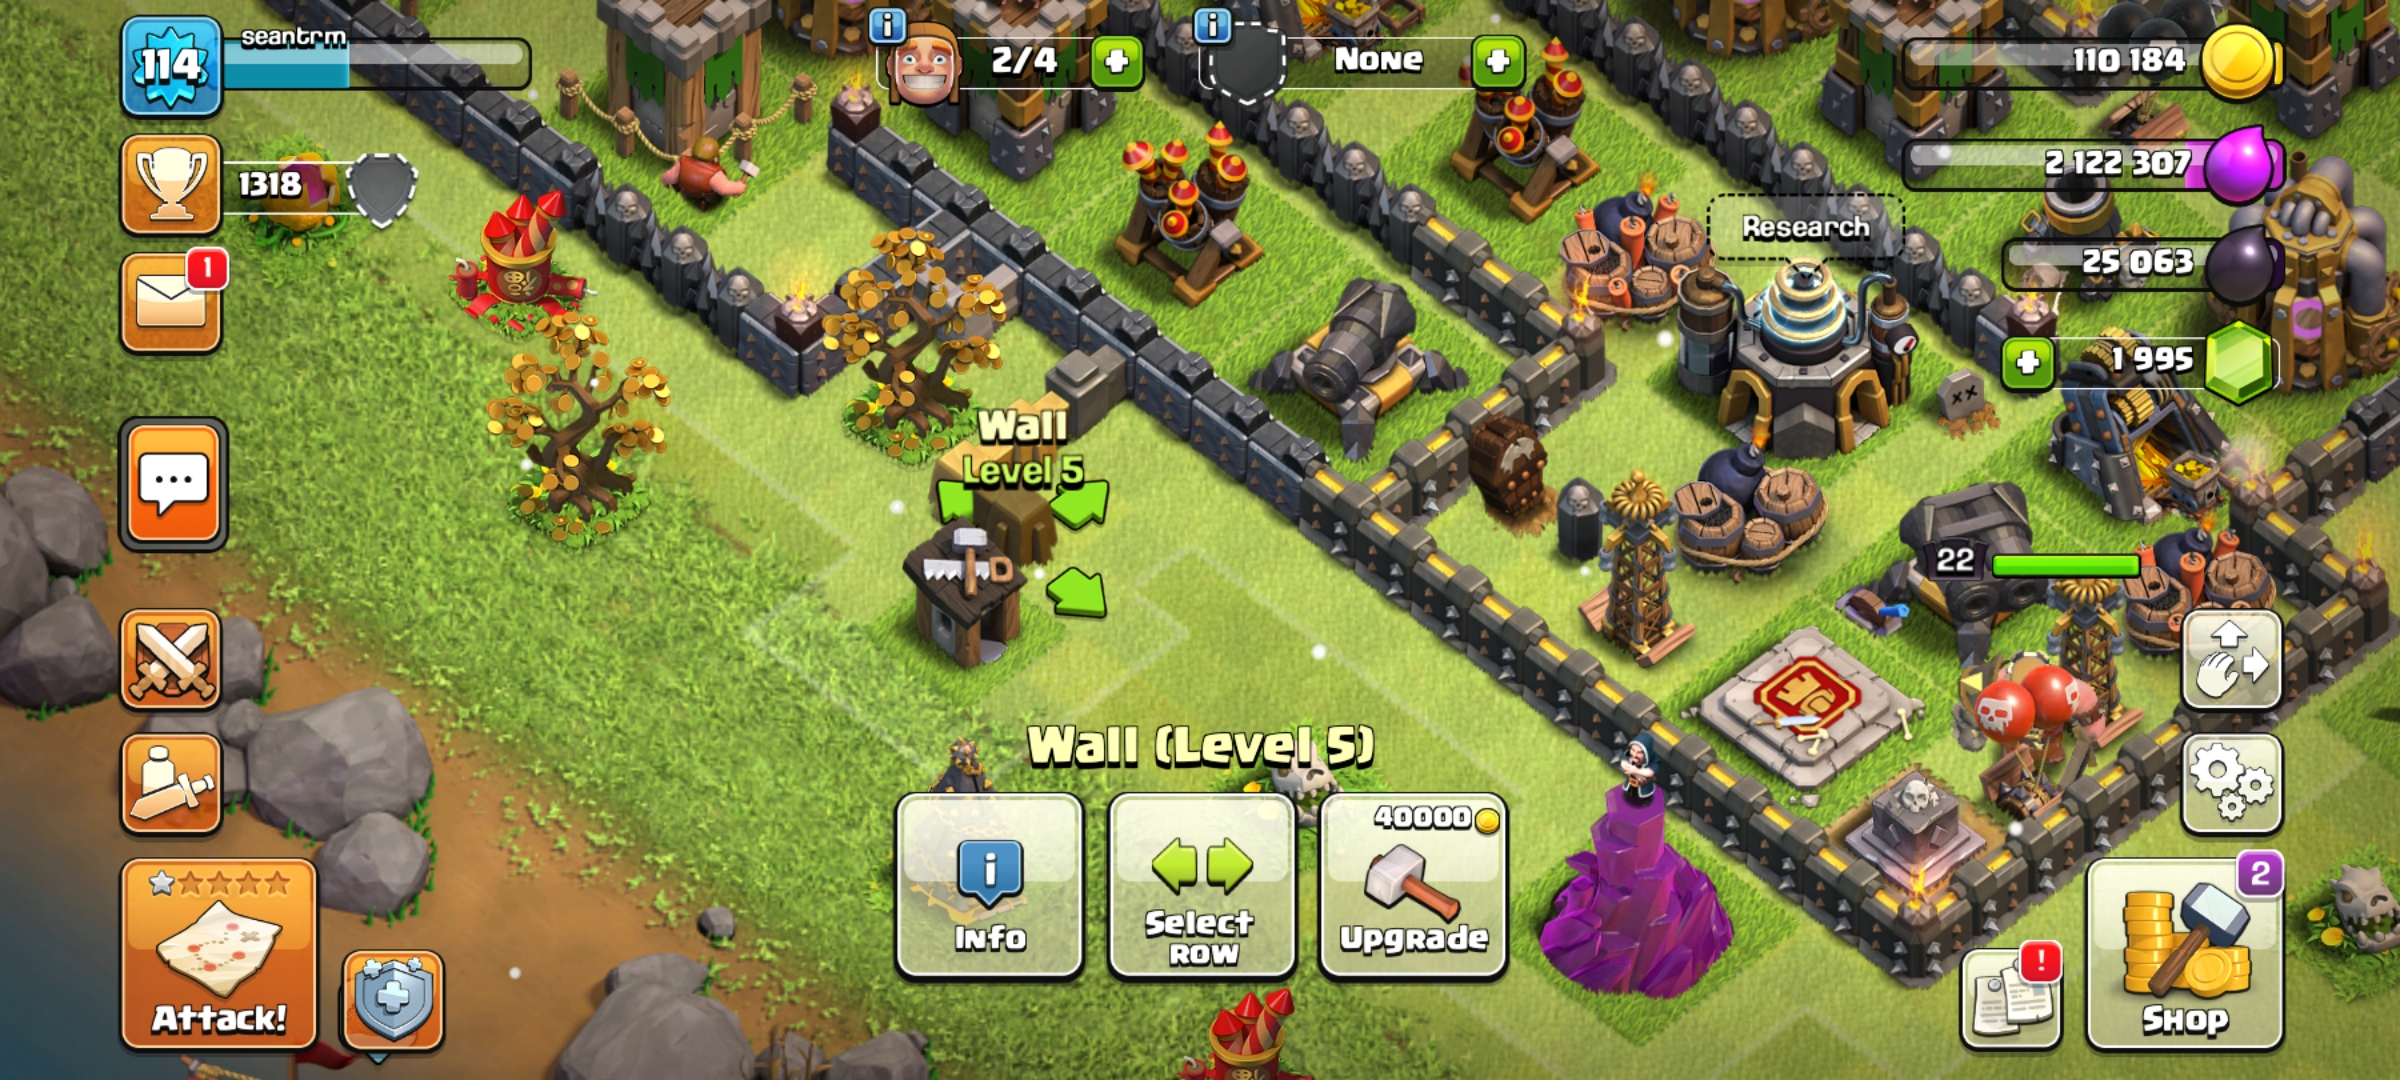 114
seantrm
2/4
None
110 184
1318
2 122 307
Research
1
25 063
1 995
Wall
Level 5
22
Wall (Level 5)
Info
Select
Row
40000
Upgrade
Attack!
2
!
Shop